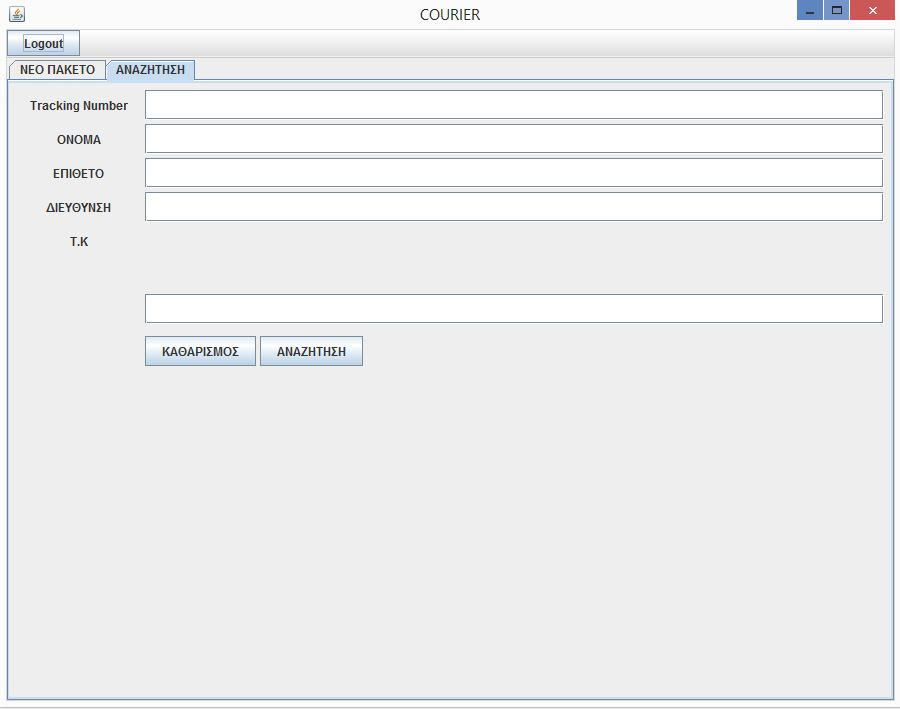 COURIER
Logout
ΝΕΟ ΠΑΚΕΤΟ ΑΝΑΖΗΤΗΣΗ
Tracking Number
ΟΝΟΜΑ
ΕΠΙΘΕΤΟ
ΔΙΕΥΘΥΝΣΗ
Τ.Κ
ΚΑΘΑΡΙΣΜΟΣ ΑΝΑΖΗΤΗΣΗ